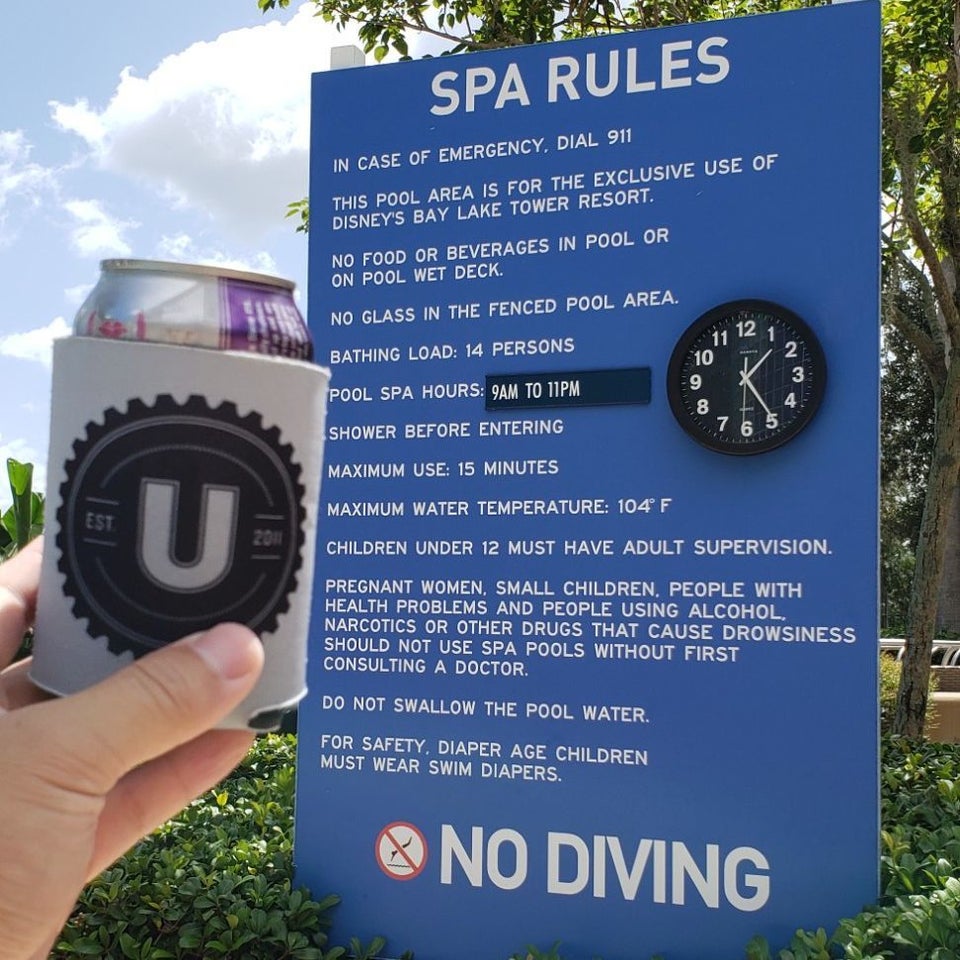 SPA RULES
IN CASE OF EMERGENCY, DIAL 911
THIS POOL AREA IS FOR THE EXCLUSIVE USE OF
DISNEY'S BAY LAKE TOWER RESORT.
NO FOOD OR BEVERAGES IN POOL OR
ON POOL WET DECK.
NO GLASS IN THE FENCED POOL AREA.
BATHING LOAD: 14 PERSONS
POOL SPA HOURS: 9AM TO 11PM
SHOWER BEFORE ENTERING
MAXIMUM USE: 15 MINUTES
MAXIMUM WATER TEMPERATURE: 104° F
CHILDREN UNDER 12 MUST HAVE ADULT SUPERVISION.
PREGNANT WOMEN, SMALL CHILDREN, PEOPLE WITH
HEALTH PROBLEMS AND PEOPLE USING ALCOHOL,
NARCOTICS OR OTHER DRUGS THAT CAUSE DROWSINESS
SHOULD NOT USE SPA POOLS WITHOUT FIRST
CONSULTING A DOCTOR.
DO NOT SWALLOW THE POOL WATER.
FOR SAFETY, DIAPER AGE CHILDREN
MUST WEAR SWIM DIAPERS.
NO DIVING
12 1 2 3 4 5 6 7 8 9 10 11
EST. U 2011